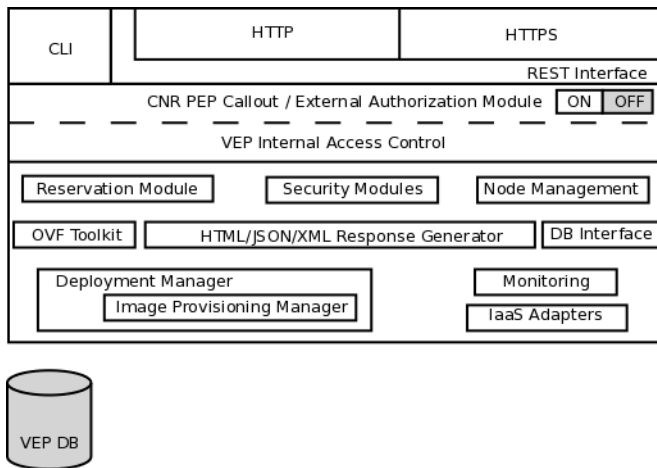 CLI
HTTP
HTTPS
REST Interface
CNR PEP Callout / External Authorization Module
ON
OFF
VEP Internal Access Control
Reservation Module
Security Modules
Node Management
OVF Toolkit
HTML/JSON/XML Response Generator
DB Interface
Deployment Manager
Image Provisioning Manager
Monitoring
IaaS Adapters
VEP DB